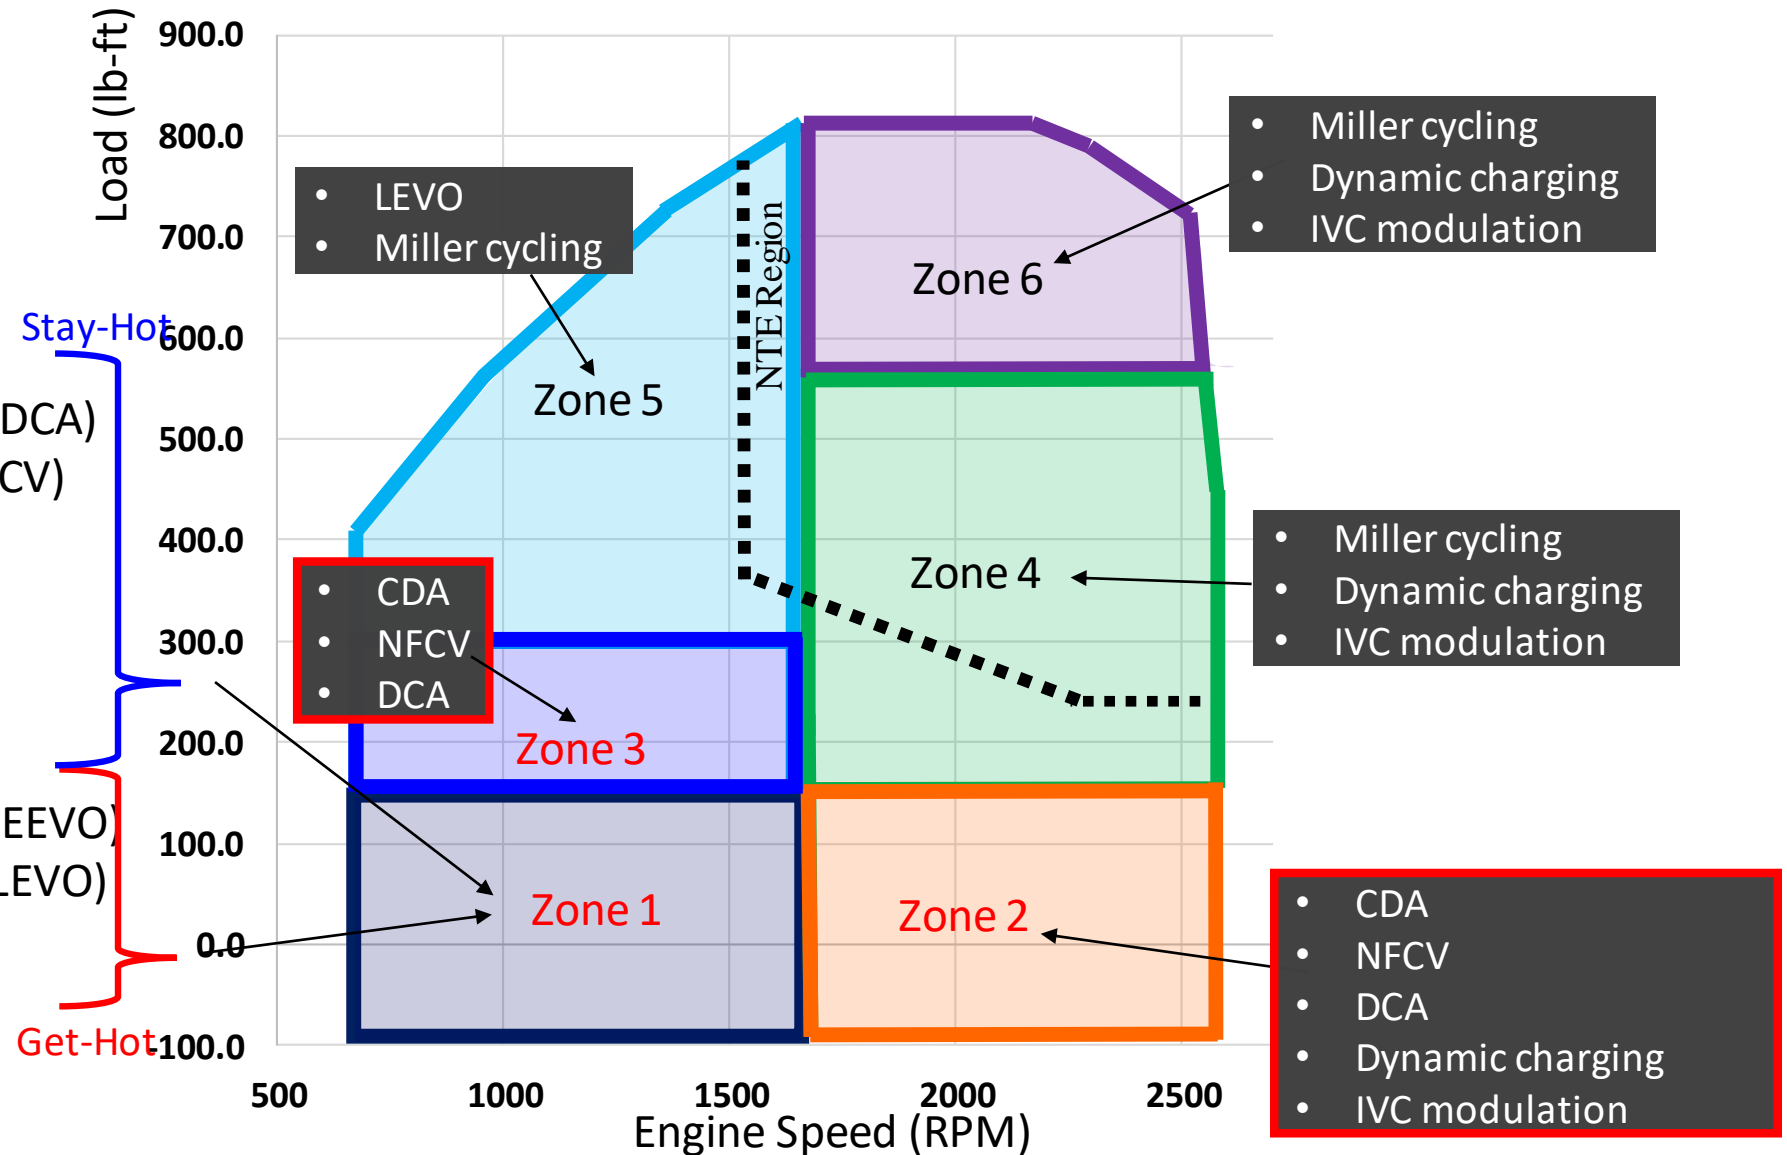 Load (lb-ft)
900.0
800.0
700.0
600.0
500.0
400.0
300.0
200.0
100.0
0.0
-100.0
500
1000
1500
2000
2500
Engine Speed (RPM)
Stay-Hot
DCA)
CV)
EEVO)
LEVO)
Get-Hot
• LEVO
• Miller cycling
Zone 5
NTE Region
• Miller cycling
• Dynamic charging
• IVC modulation
Zone 6
• CDA
• NFCV
• DCA
Zone 3
Zone 4
• Miller cycling
• Dynamic charging
• IVC modulation
Zone 1
Zone 2
• CDA
• NFCV
• DCA
• Dynamic charging
• IVC modulation